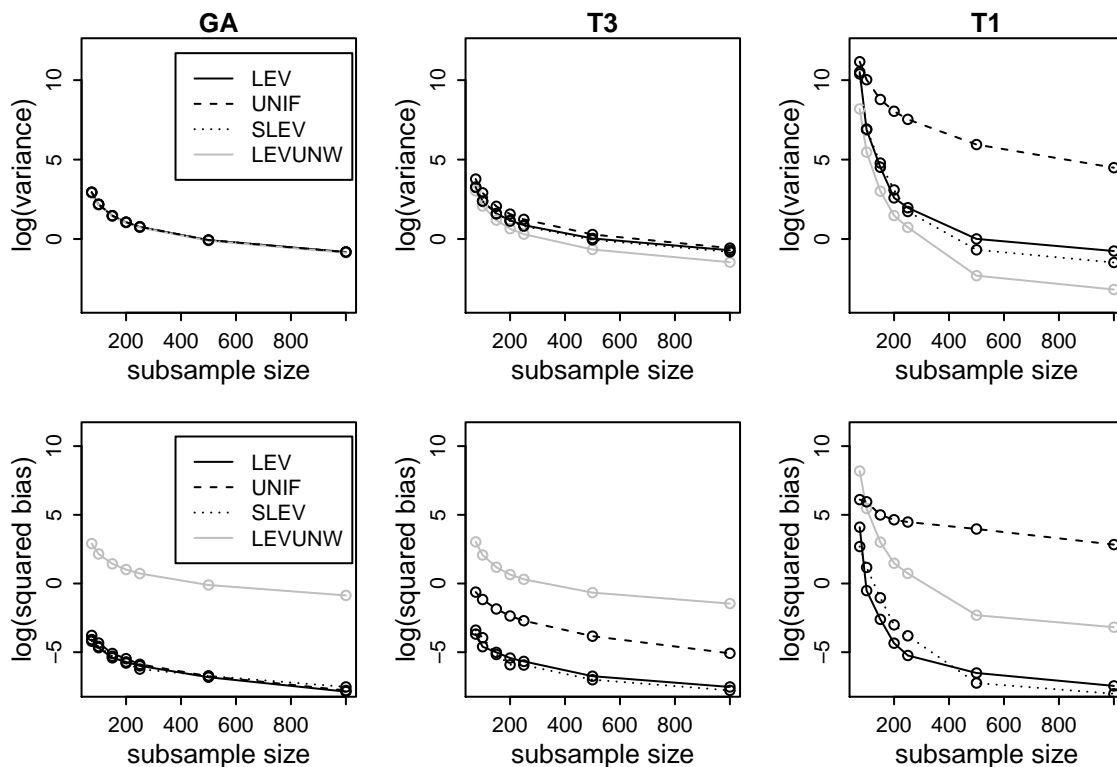 GA
T3
T1
log(variance)
10
5
0
LEV
UNIF
SLEV
LEVUNW
200 400 600 800
subsample size
log(variance)
10
5
0
200 400 600 800
subsample size
log(variance)
10
5
0
200 400 600 800
subsample size
log(squared bias)
10
5
0
−5
LEV
UNIF
SLEV
LEVUNW
200 400 600 800
subsample size
log(squared bias)
10
5
0
−5
200 400 600 800
subsample size
log(squared bias)
10
5
0
−5
200 400 600 800
subsample size